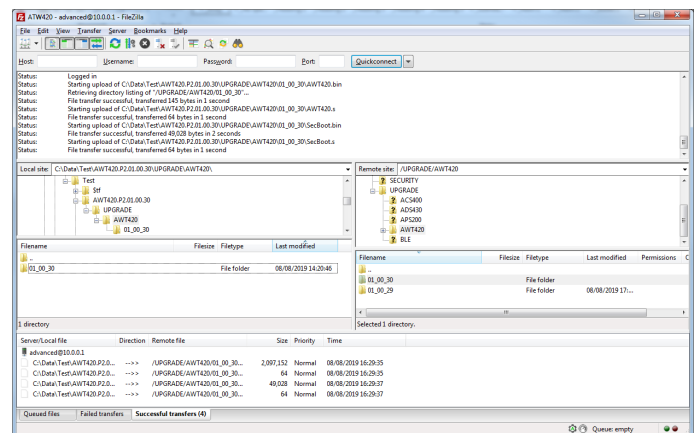 ATW420 - advanced@10.0.0.1 - FileZilla
File Edit View Transfer Server Bookmarks Help
Host: Username: Password: Port: Quickconnect
Status: Logged in
Status: Starting upload of C:\Data\Test\AWT420.P2.01.00.30\UPGRADE\AWT420\01_00_30\AWT420.bin
Status: Retrieving directory listing of "/UPGRADE/AWT420/01_00_30"...
Status: File transfer successful, transferred 145 bytes in 1 second
Status: Starting upload of C:\Data\Test\AWT420.P2.01.00.30\UPGRADE\AWT420\01_00_30\AWT420.s
Status: File transfer successful, transferred 64 bytes in 1 second
Status: Starting upload of C:\Data\Test\AWT420.P2.01.00.30\UPGRADE\AWT420\01_00_30\SecBoot.bin
Status: File transfer successful, transferred 49,028 bytes in 2 seconds
Status: Starting upload of C:\Data\Test\AWT420.P2.01.00.30\UPGRADE\AWT420\01_00_30\SecBoot.s
Status: File transfer successful, transferred 64 bytes in 1 second
Local site: C:\Data\Test\AWT420.P2.01.00.30\UPGRADE\AWT420\
Test
Stf
AWT420.P2.01.00.30
UPGRADE
AWT420
01_00_30
Filename Filesize Filetype Last modified
..
01_00_30 File folder 08/08/2019 14:20:46
1 directory
Remote site: /UPGRADE/AWT420
SECURITY
UPGRADE
ACS400
ADS430
APS200
AWT420
BLE
Filename Filesize Filetype Last modified Permissions
..
01_00_30 File folder
01_00_29 File folder 08/08/2019 17:...
Selected 1 directory.
Server/Local file Direction Remote file Size Priority Time
advanced@10.0.0.1
C:\Data\Test\AWT420.P2.0... -->> /UPGRADE/AWT420/01_00_30... 2,097,152 Normal 08/08/2019 16:29:35
C:\Data\Test\AWT420.P2.0... -->> /UPGRADE/AWT420/01_00_30... 64 Normal 08/08/2019 16:29:35
C:\Data\Test\AWT420.P2.0... -->> /UPGRADE/AWT420/01_00_30... 49,028 Normal 08/08/2019 16:29:37
C:\Data\Test\AWT420.P2.0... -->> /UPGRADE/AWT420/01_00_30... 64 Normal 08/08/2019 16:29:37
Queued files Failed transfers Successful transfers (4)
Queue: empty